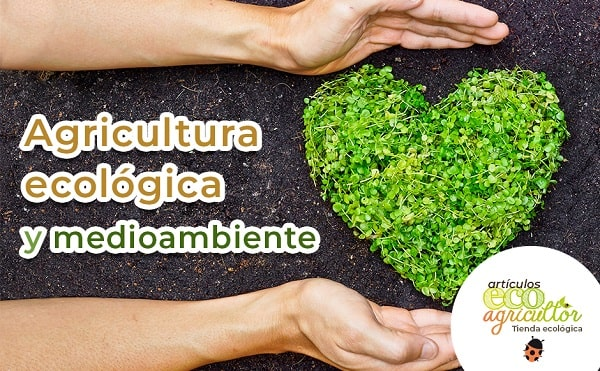 Agricultura
ecológica
y medioambiente
artículos
eco
agricultor
Tienda ecológica